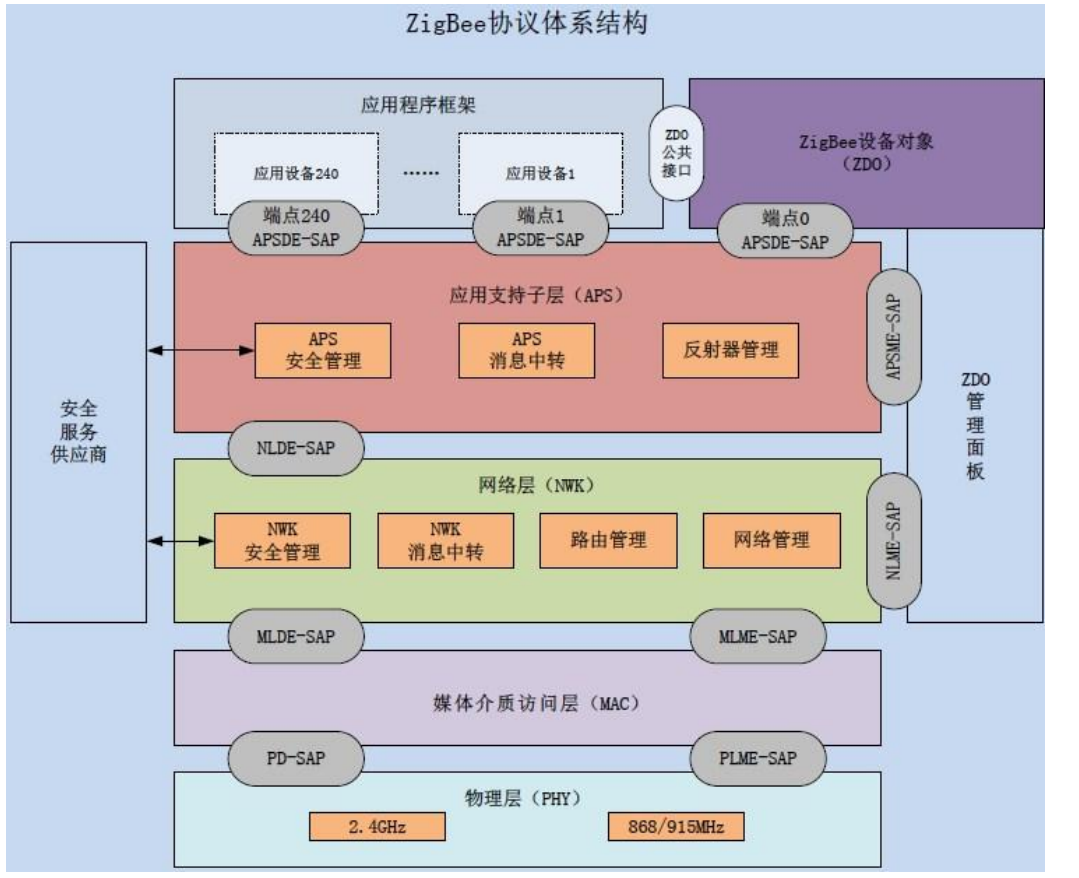 ZigBee协议体系结构
应用程序框架
应用设备240
……
应用设备1
ZDO
公共
接口
ZigBee设备对象
（ZDO）
端点240
APSDE-SAP
端点1
APSDE-SAP
端点0
APSDE-SAP
应用支持子层（APS）
APS
安全管理
APS
消息中转
反射器管理
APSME-SAP
安全
服务
供应商
ZDO
管
理
面
板
NLDE-SAP
网络层（NWK）
NWK
安全管理
NWK
消息中转
路由管理
网络管理
NLME-SAP
MLDE-SAP
MLME-SAP
媒体介质访问层（MAC）
PD-SAP
PLME-SAP
物理层（PHY）
2.4GHz
868/915MHz